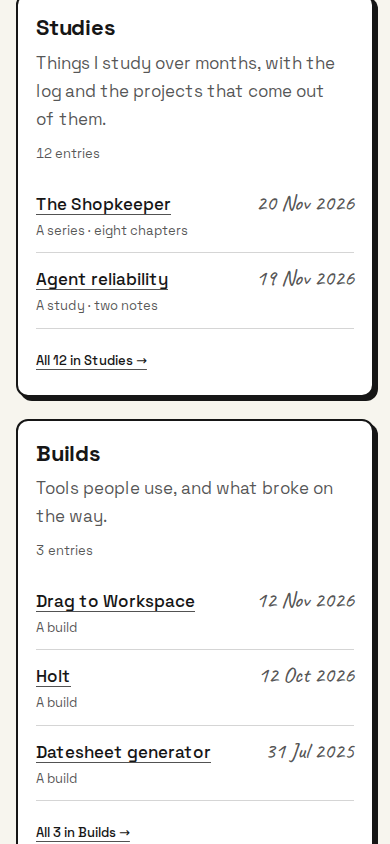 Studies
Things I study over months, with the
log and the projects that come out
of them.
12 entries
The Shopkeeper 20 Nov 2026
A series · eight chapters
Agent reliability 19 Nov 2026
A study · two notes
All 12 in Studies →
Builds
Tools people use, and what broke on
the way.
3 entries
Drag to Workspace 12 Nov 2026
A build
Holt 12 Oct 2026
A build
Datesheet generator 31 Jul 2025
A build
All 3 in Builds →